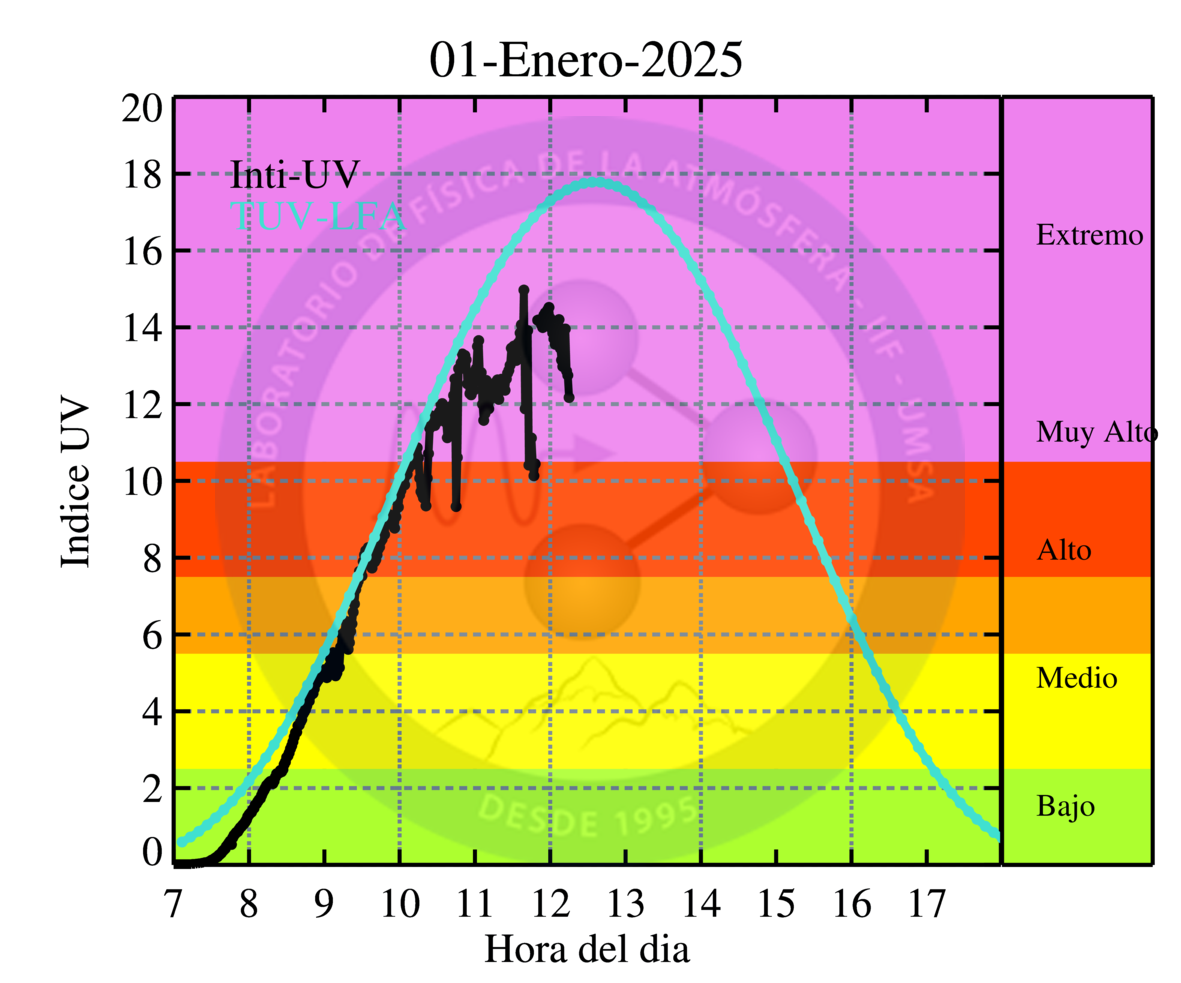 01-Enero-2025
20
18
16
14
12
10
8
6
4
2
0
Indice UV
Inti-UV
TUV-LFA
LABORATORIO DE FÍSICA DE LA ATMÓSFERA - IIF - UMSA
DESDE 1995
Extremo
Muy Alto
Alto
Medio
Bajo
7 8 9 10 11 12 13 14 15 16 17
Hora del dia